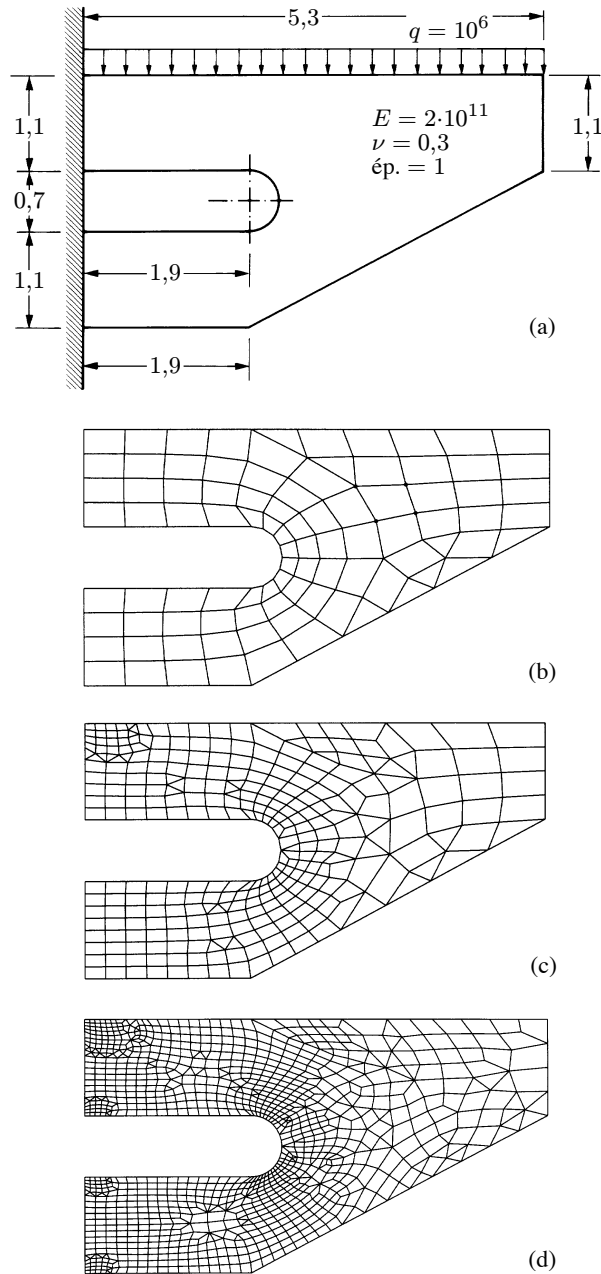 5,3
q = 10⁶
1,1
E = 2·10¹¹
ν = 0,3
ép. = 1
1,1
0,7
1,9
1,1
1,9
(a)
(b)
(c)
(d)